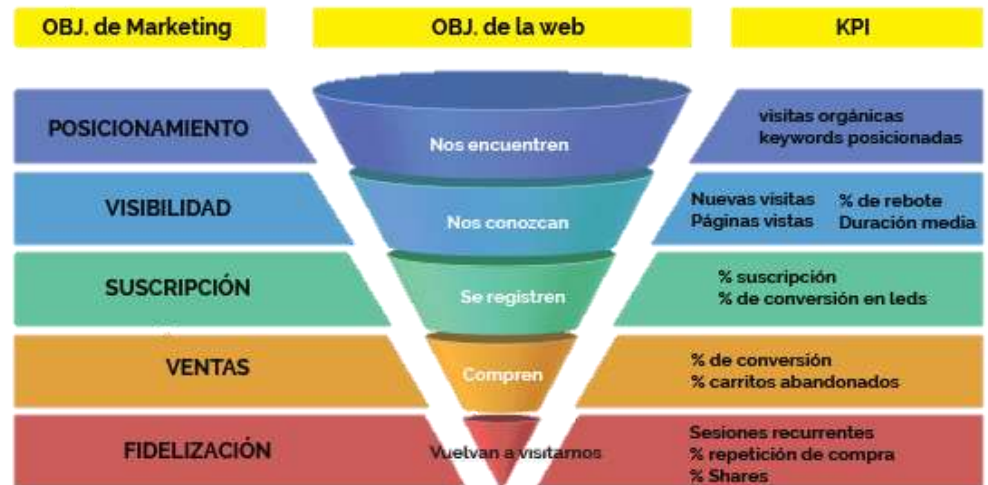 OBJ. de Marketing
OBJ. de la web
KPI
POSICIONAMIENTO
Nos encuentren
visitas orgánicas
keywords posicionadas
VISIBILIDAD
Nos conozcan
Nuevas visitas % de rebote
Páginas vistas Duración media
SUSCRIPCIÓN
Se registren
% suscripción
% de conversión en leds
VENTAS
Compren
% de conversión
% carritos abandonados
FIDELIZACIÓN
Vuelvan a visitarnos
Sesiones recurrentes
% repetición de compra
% Shares